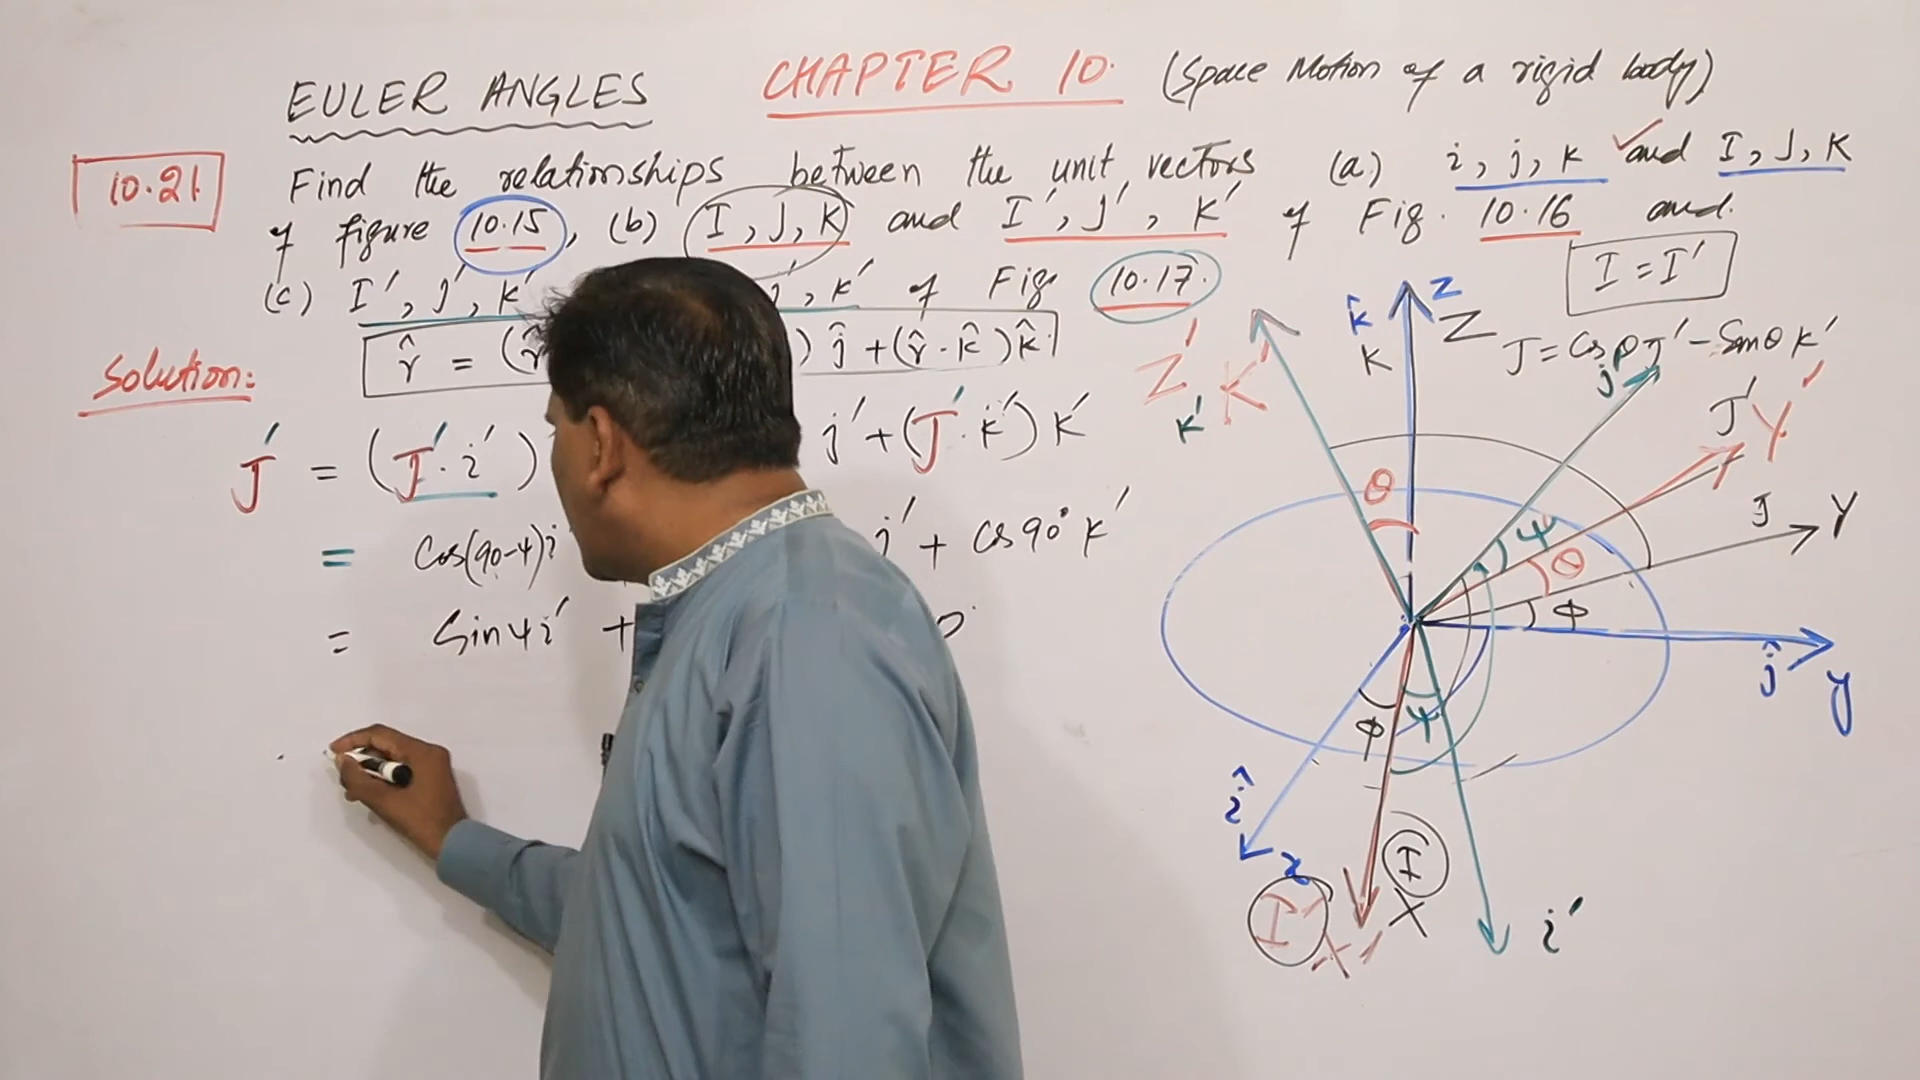 EULER ANGLES CHAPTER 10. (Space Motion of a rigid body)
10.21 Find the relationships between the unit vectors (a) i, j, k and I, J, K
of figure 10.15, (b) I, J, K and I', J', K' of Fig. 10.16 and
(c) I', J', K' ', k' of Fig 10.17.
I = I'
Solution:
r̂ = (r̂ ) ĵ + (r̂ · k̂) k̂
J = Cos θ J' - Sin θ K'
J' = (J' · i') j' + (J' · k') k'
= Cos(90-ψ) i j' + Cos 90° k'
= Sin ψ i' + 0
k̂ K Z Z
Z' K' k'
j'
J' Y'
J Y
θ
ψ θ ϕ
ĵ y
ϕ ψ
î x
I' X'
I X
i'